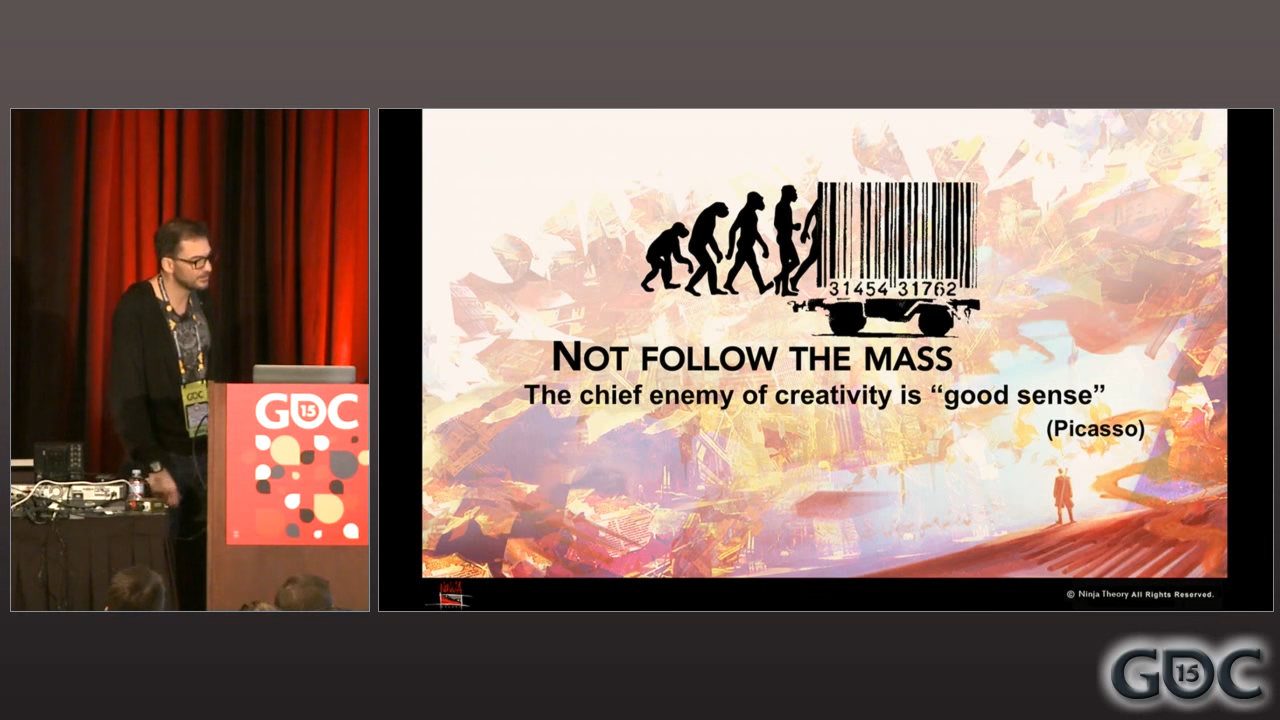 GDC
15
GDC
31454 31762
NOT FOLLOW THE MASS
The chief enemy of creativity is “good sense”
(Picasso)
© Ninja Theory All Rights Reserved.
GDC
15